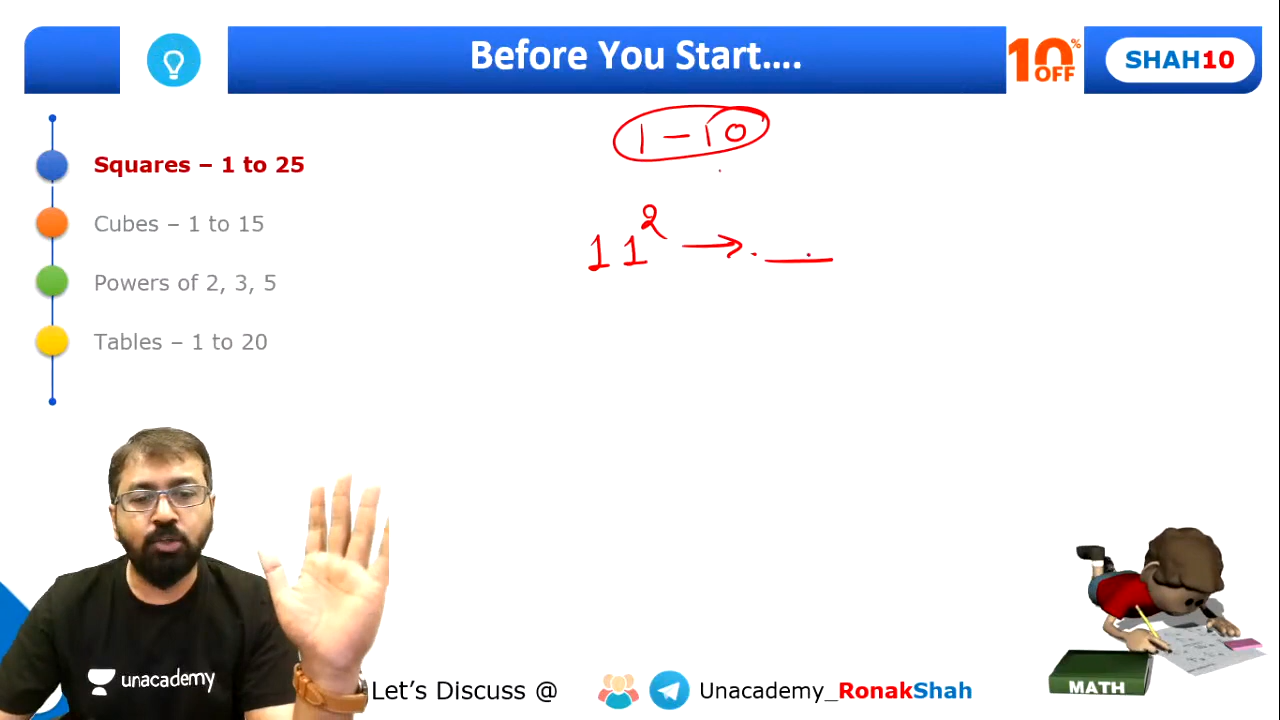 Before You Start....
10% OFF
SHAH10
1 – 10
Squares – 1 to 25
11² → __
Cubes – 1 to 15
Powers of 2, 3, 5
Tables – 1 to 20
unacademy
MATH
Let’s Discuss @
Unacademy_RonakShah